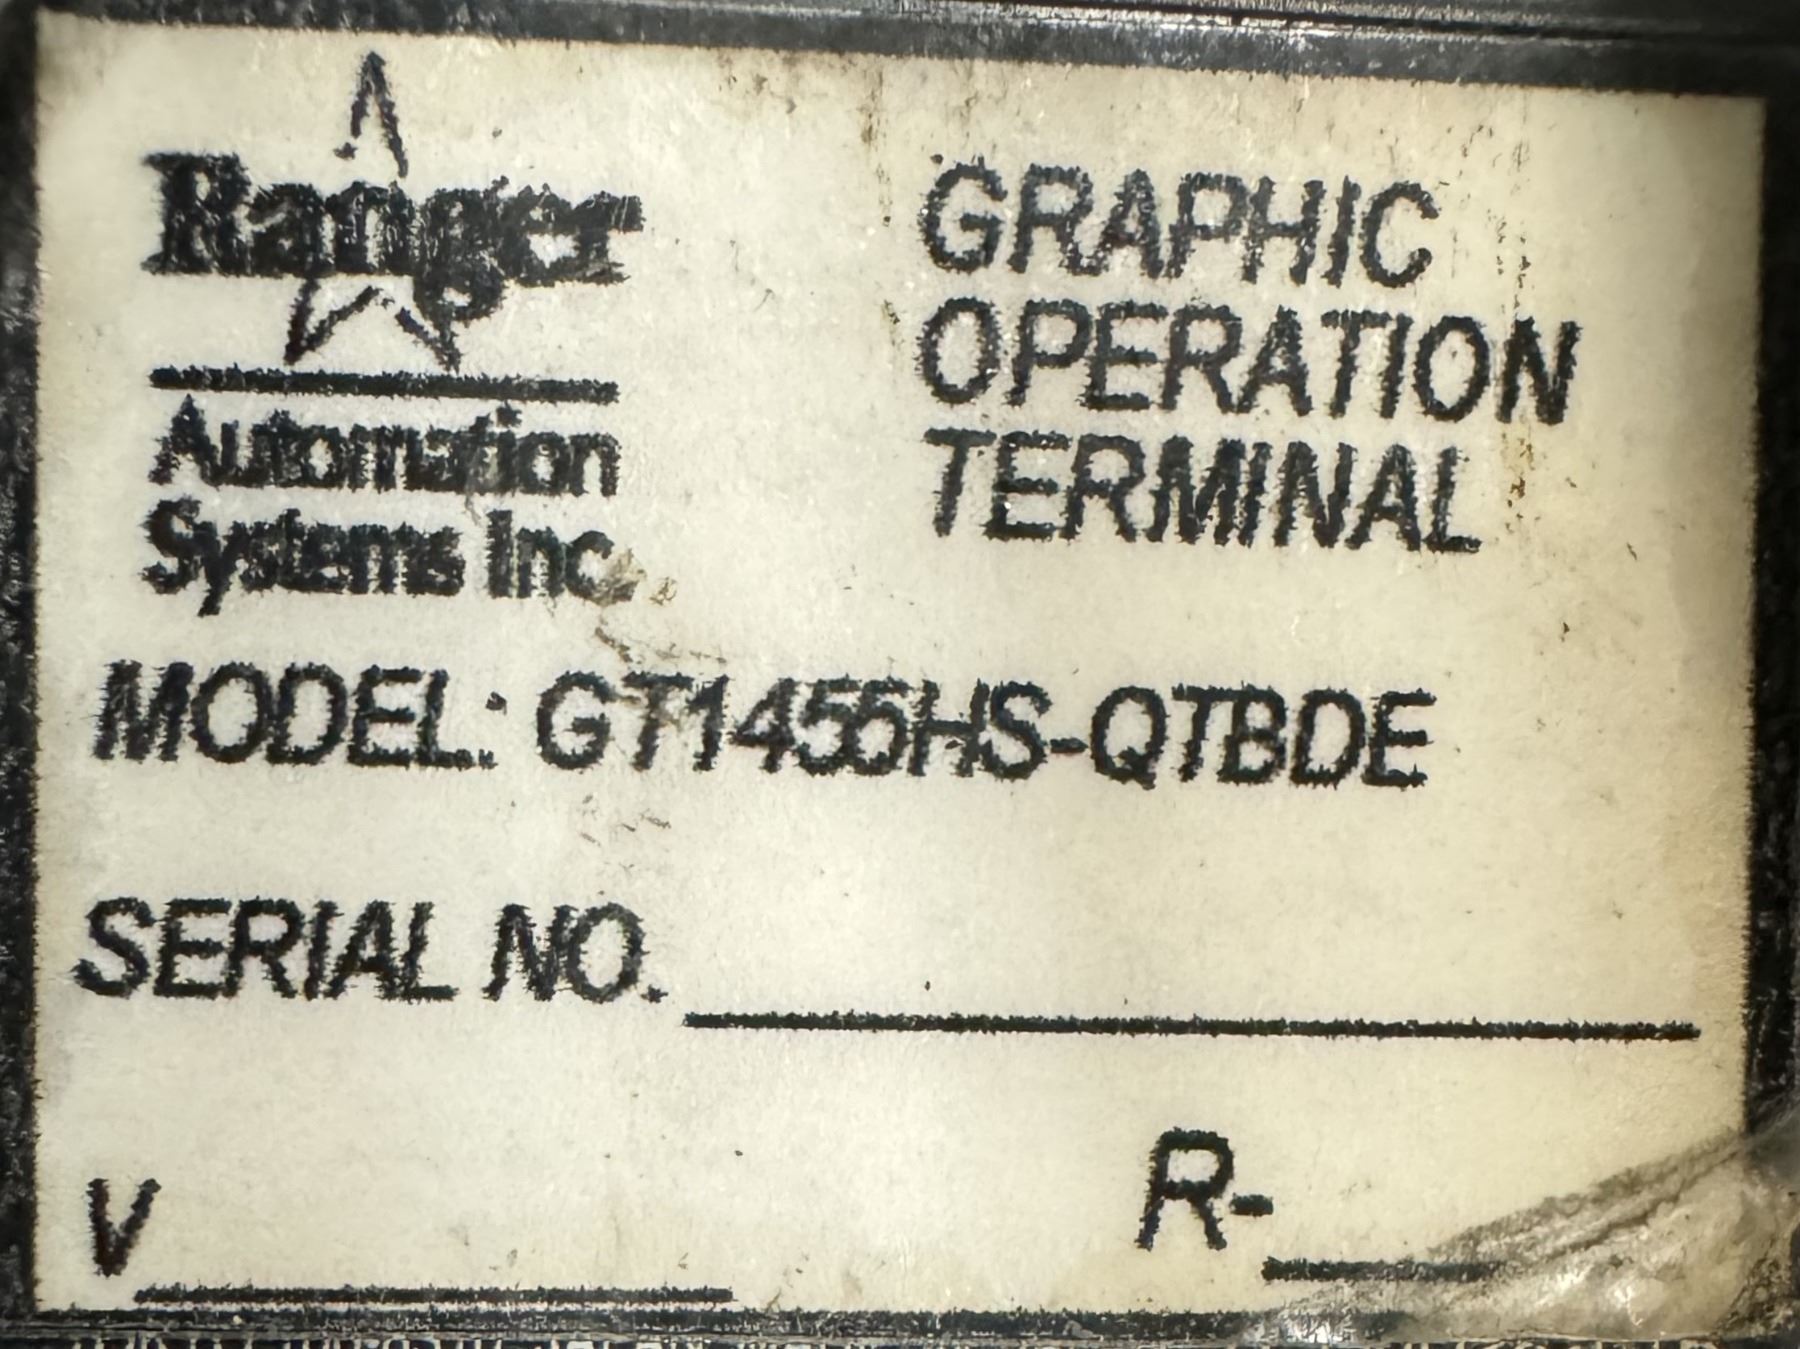 Ranger
Automation
Systems Inc.
GRAPHIC
OPERATION
TERMINAL
MODEL: GT1455HS-QTBDE
SERIAL NO.
V
R-